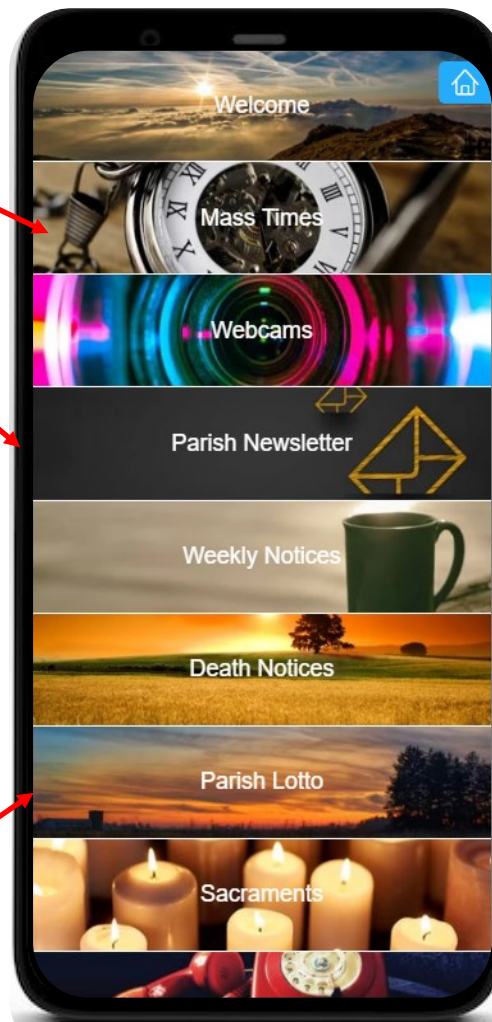 Welcome
Mass Times
Webcams
Parish Newsletter
Weekly Notices
Death Notices
Parish Lotto
Sacraments